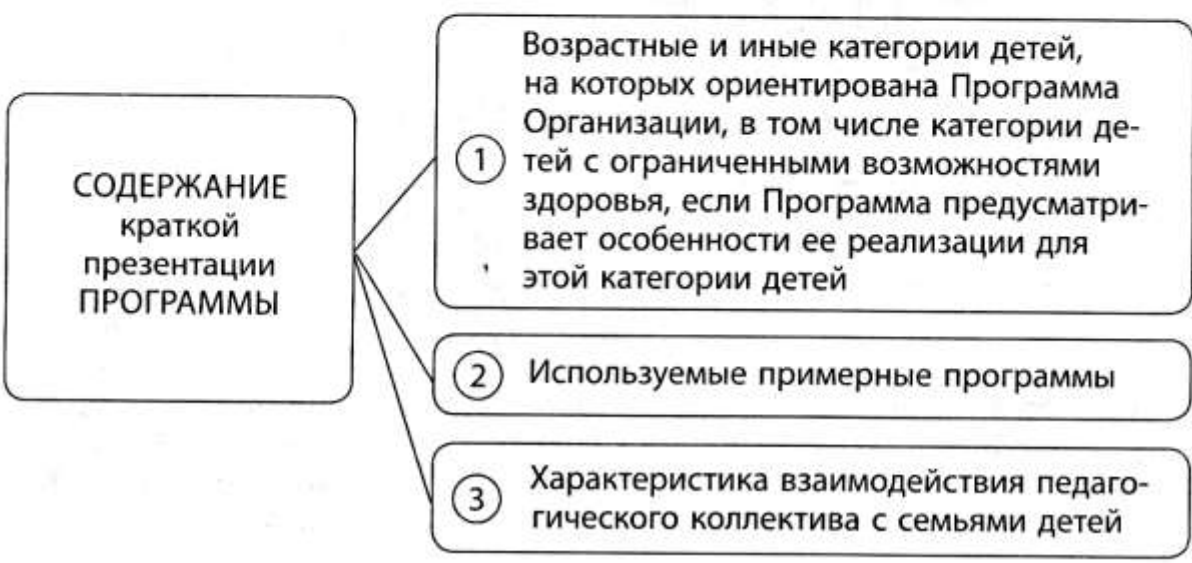 СОДЕРЖАНИЕ
краткой
презентации
ПРОГРАММЫ
1
Возрастные и иные категории детей,
на которых ориентирована Программа
Организации, в том числе категории де-
тей с ограниченными возможностями
здоровья, если Программа предусматри-
вает особенности ее реализации для
этой категории детей
2 Используемые примерные программы
3
Характеристика взаимодействия педаго-
гического коллектива с семьями детей